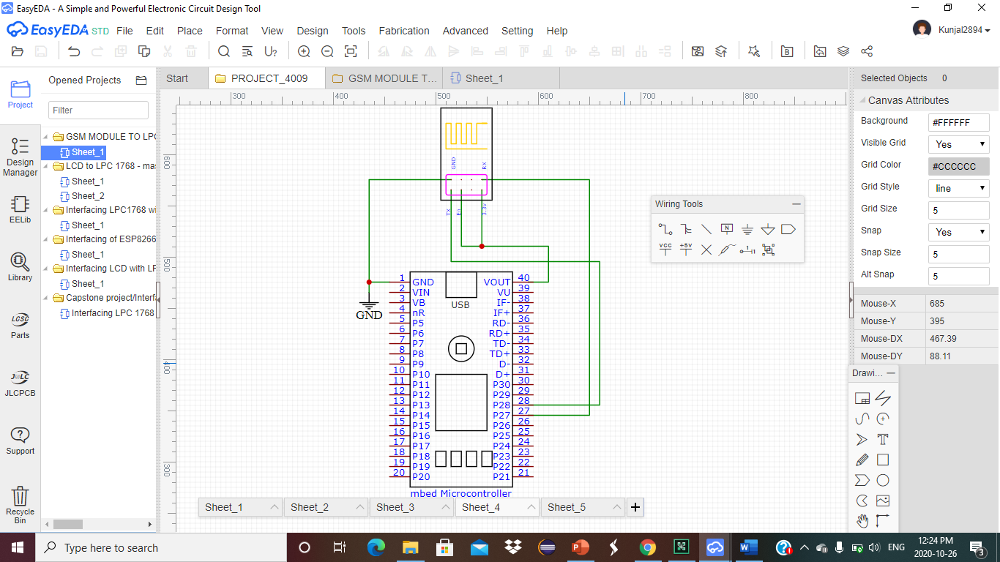 EasyEDA - A Simple and Powerful Electronic Circuit Design Tool
EasyEDA STD File Edit Place Format View Design Tools Fabrication Advanced Setting Help Kunjal2894
Project
Design Manager
EELib
Library
LCSC
Parts
JLCPCB
Support
Recycle Bin
Opened Projects
Filter
GSM MODULE TO LPC
Sheet_1
LCD to LPC 1768 - mas
Sheet_1
Sheet_2
Interfacing LPC1768 wi
Sheet_1
Interfacing of ESP8266
Sheet_1
Interfacing LCD with LP
Sheet_1
Capstone project/Interfa
Interfacing LPC 1768
Start PROJECT_4009 GSM MODULE T... Sheet_1
300 400 500 600 700 800
600
500
400
300
GND RX
TX En 3.3v
GND
1 GND VOUT 40
2 VIN VU 39
3 VB IF- 38
4 nR IF+ 37
5 P5 RD- 36
6 P6 RD+ 35
7 P7 TD- 34
8 P8 TD+ 33
9 P9 D- 32
10 P10 D+ 31
11 P11 P30 30
12 P12 P29 29
13 P13 P28 28
14 P14 P27 27
15 P15 P26 26
16 P16 P25 25
17 P17 P24 24
18 P18 P23 23
19 P19 P22 22
20 P20 P21 21
USB
mbed Microcontroller
Wiring Tools
N
VCC +5V
Sheet_1 Sheet_2 Sheet_3 Sheet_4 Sheet_5 +
Selected Objects 0
Canvas Attributes
Background #FFFFFF
Visible Grid Yes
Grid Color #CCCCCC
Grid Style line
Grid Size 5
Snap Yes
Snap Size 5
Alt Snap 5
Mouse-X 685
Mouse-Y 395
Mouse-DX 467.39
Mouse-DY 88.11
Drawi...
T
Type here to search
ENG
12:24 PM
2020-10-26
3